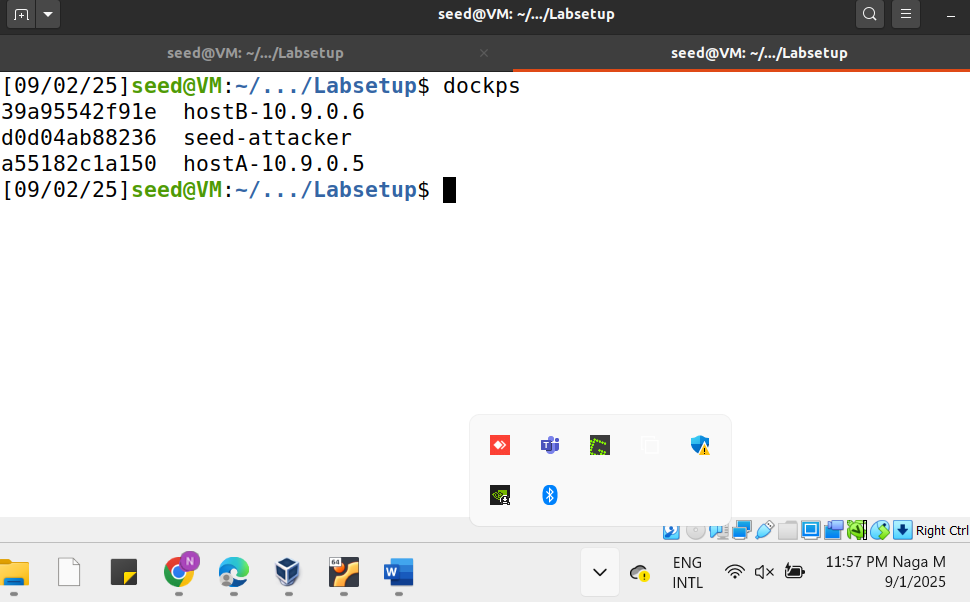 seed@VM: ~/.../Labsetup
seed@VM: ~/.../Labsetup
seed@VM: ~/.../Labsetup
[09/02/25]seed@VM:~/.../Labsetup$ dockps
39a95542f91e  hostB-10.9.0.6
d0d04ab88236  seed-attacker
a55182c1a150  hostA-10.9.0.5
[09/02/25]seed@VM:~/.../Labsetup$
Right Ctrl
N
64
W
ENG
INTL
11:57 PM Naga M
9/1/2025